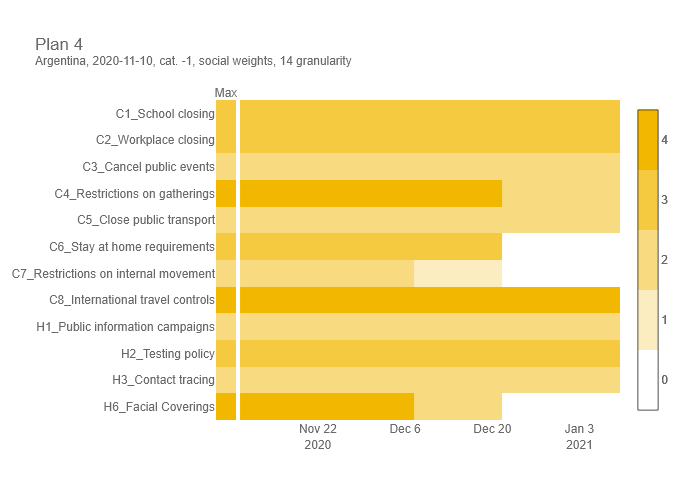 Plan 4
Argentina, 2020-11-10, cat. -1, social weights, 14 granularity
Max
C1_School closing
C2_Workplace closing
C3_Cancel public events
C4_Restrictions on gatherings
C5_Close public transport
C6_Stay at home requirements
C7_Restrictions on internal movement
C8_International travel controls
H1_Public information campaigns
H2_Testing policy
H3_Contact tracing
H6_Facial Coverings
Nov 22 Dec 6 Dec 20 Jan 3
2020 2021
4
3
2
1
0